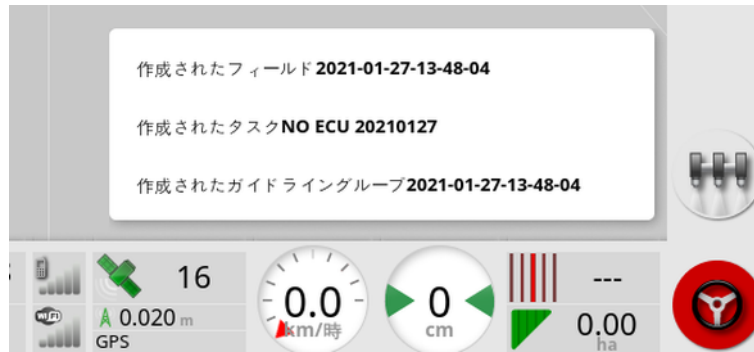 作成されたフィールド2021-01-27-13-48-04
作成されたタスクNO ECU 20210127
作成されたガイドライングループ2021-01-27-13-48-04
16
0.020 m
GPS
WiFi
0.0
km/時
0
cm
---
0.00
ha